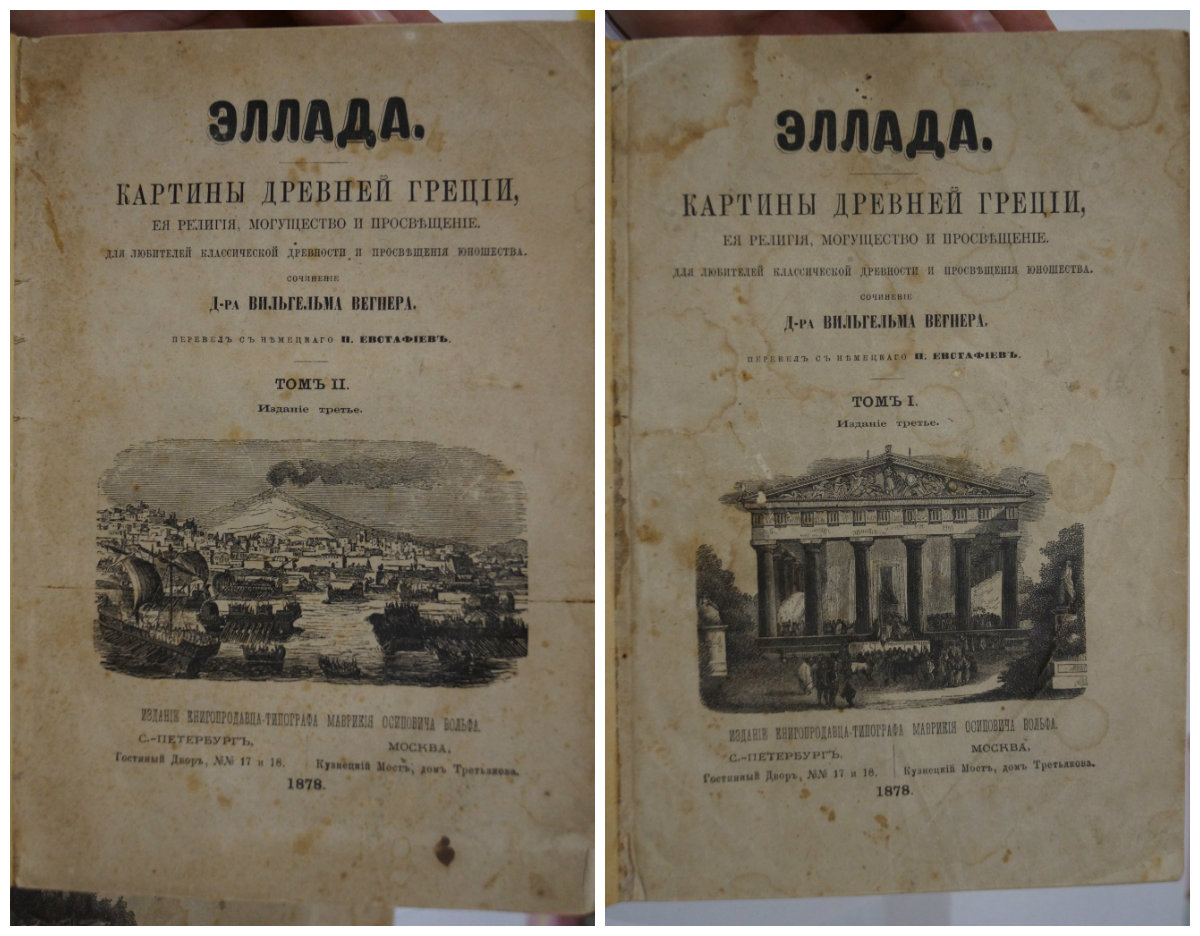 ЭЛЛАДА.
КАРТИНЫ ДРЕВНЕЙ ГРЕЦІИ,
ЕЯ РЕЛИГІЯ, МОГУЩЕСТВО И ПРОСВѢЩЕНІЕ.
ДЛЯ ЛЮБИТЕЛЕЙ КЛАССИЧЕСКОЙ ДРЕВНОСТИ И ПРОСВѢЩЕНІЯ ЮНОШЕСТВА.
СОЧИНЕНІЕ
Д-РА ВИЛЬГЕЛЬМА ВЕГНЕРА.
ПЕРЕВЕЛЪ СЪ НѢМЕЦКАГО П. ЕВСТАФІЕВЪ.
ТОМЪ II.
Изданіе третье.
ИЗДАНІЕ КНИГОПРОДАВЦА-ТИПОГРАФА МАВРИКІЯ ОСИПОВИЧА ВОЛЬФА.
С.-ПЕТЕРБУРГЪ, МОСКВА,
Гостиный Дворъ, №№ 17 и 18. Кузнецкій Мостъ, домъ Третьякова.
1878.
ЭЛЛАДА.
КАРТИНЫ ДРЕВНЕЙ ГРЕЦІИ,
ЕЯ РЕЛИГІЯ, МОГУЩЕСТВО И ПРОСВѢЩЕНІЕ.
ДЛЯ ЛЮБИТЕЛЕЙ КЛАССИЧЕСКОЙ ДРЕВНОСТИ И ПРОСВѢЩЕНІЯ ЮНОШЕСТВА.
СОЧИНЕНІЕ
Д-РА ВИЛЬГЕЛЬМА ВЕГНЕРА.
ПЕРЕВЕЛЪ СЪ НѢМЕЦКАГО П. ЕВСТАФІЕВЪ.
ТОМЪ I.
Изданіе третье.
ИЗДАНІЕ КНИГОПРОДАВЦА-ТИПОГРАФА МАВРИКІЯ ОСИПОВИЧА ВОЛЬФА.
С.-ПЕТЕРБУРГЪ, МОСКВА,
Гостинный Дворъ, №№ 17 и 18. Кузнецкій Мостъ, домъ Третьякова.
1878.